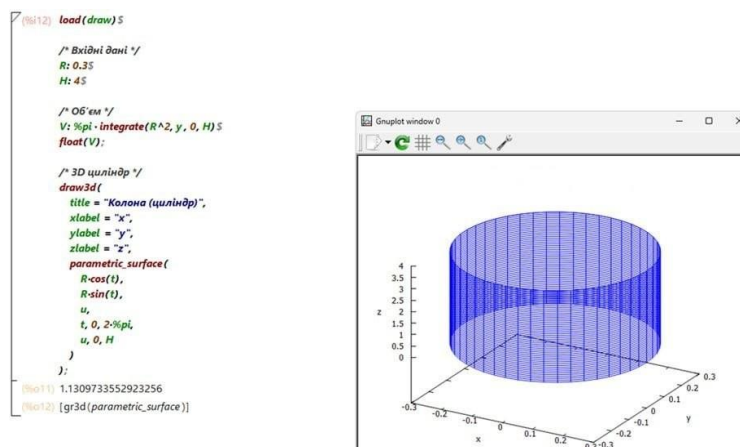 (%i12) load(draw)$
/* Вхідні дані */
R: 0.3$
H: 4$
/* Об'єм */
V: %pi · integrate(R^2, y, 0, H)$
float(V);
/* 3D циліндр */
draw3d(
title = "Колона (циліндр)",
xlabel = "x",
ylabel = "y",
zlabel = "z",
parametric_surface(
R·cos(t),
R·sin(t),
u,
t, 0, 2·%pi,
u, 0, H
)
);
(%o11) 1.1309733552923256
(%o12) [gr3d(parametric_surface)]
Gnuplot window 0
4
3.5
3
2.5
2
1.5
1
0.5
0
z
-0.3
-0.2
-0.1
0
0.1
0.2
x
-0.3
-0.2
-0.1
0
0.1
0.2
0.3
y